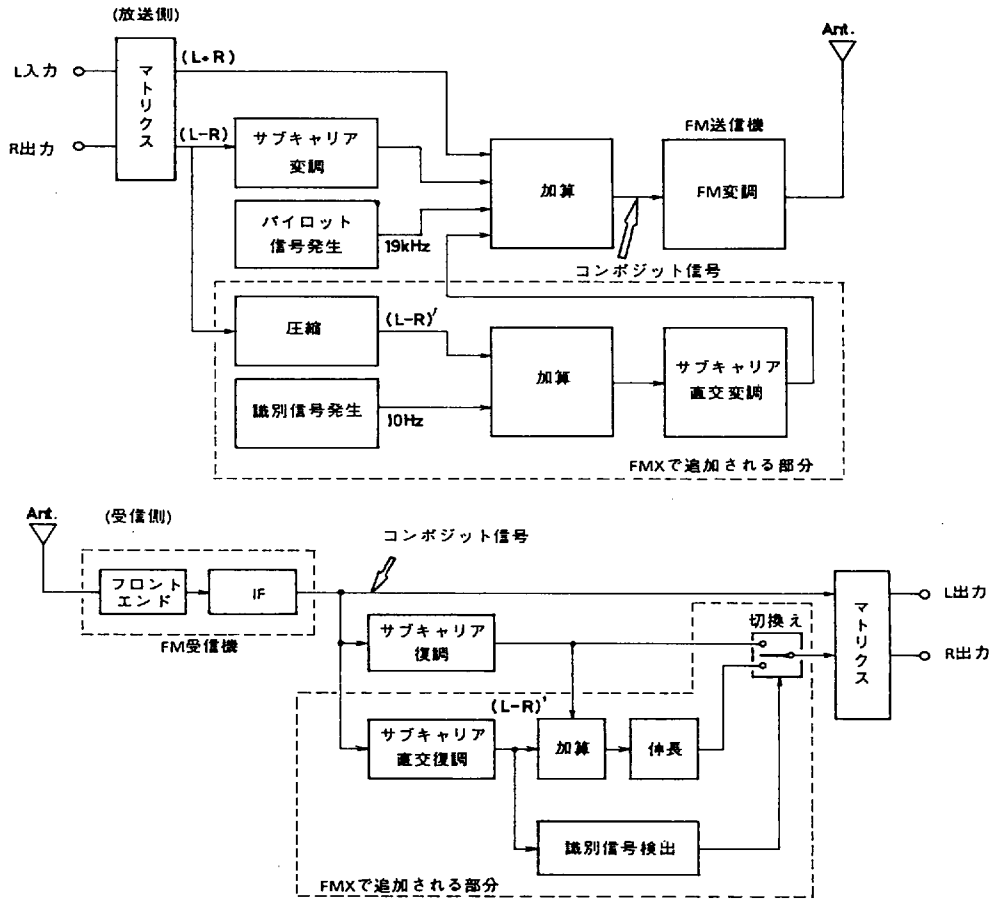 (放送側)
L入力
R出力
マトリクス
(L+R)
(L-R)
サブキャリア
変調
パイロット
信号発生
19kHz
加算
コンポジット信号
FM送信機
FM変調
Ant.
圧縮
(L-R)′
識別信号発生
10Hz
加算
サブキャリア
直交変調
FMXで追加される部分
Ant.
(受信側)
フロント
エンド
IF
FM受信機
コンポジット信号
サブキャリア
復調
サブキャリア
直交復調
(L-R)′
加算
伸長
識別信号検出
切換え
マトリクス
L出力
R出力
FMXで追加される部分